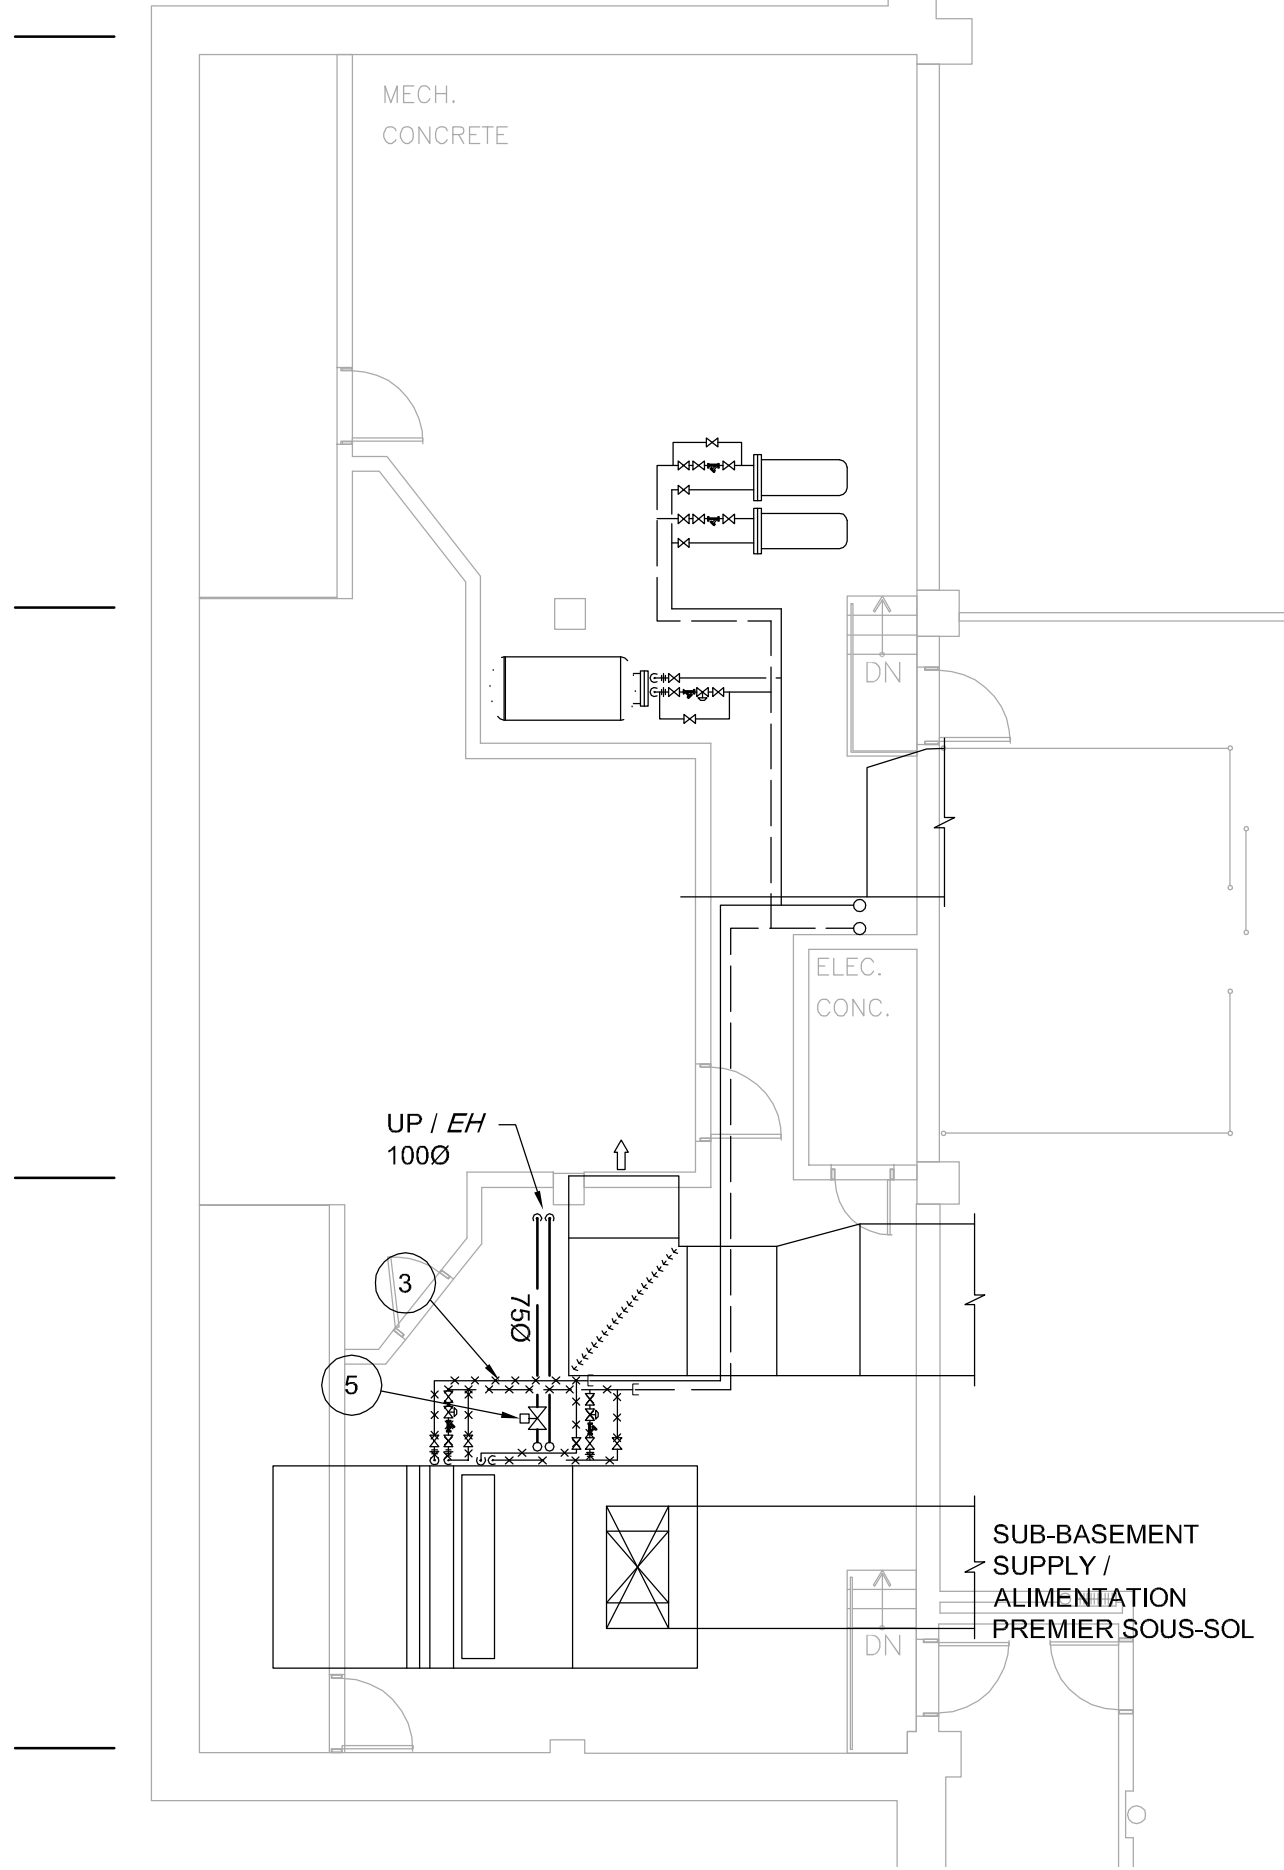 MECH.
CONCRETE
DN
ELEC.
CONC.
UP / EH
100Ø
3
75Ø
5
SUB-BASEMENT
SUPPLY /
ALIMENTATION
PREMIER SOUS-SOL
DN